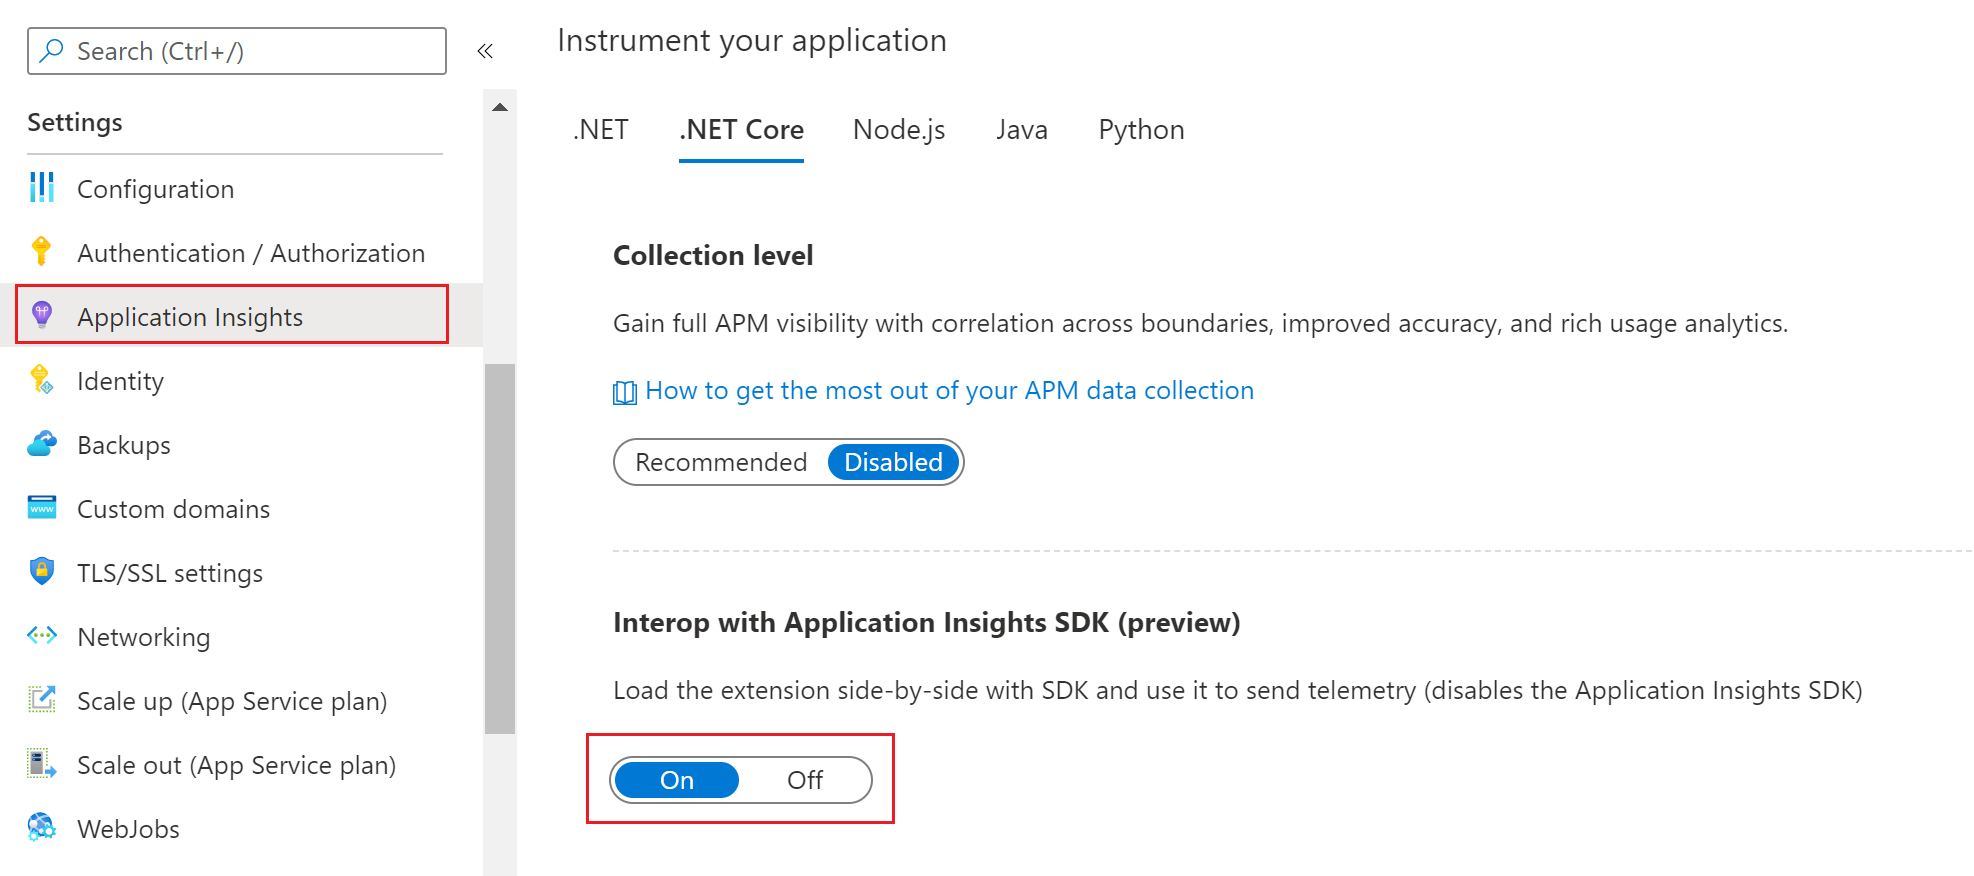 Search (Ctrl+/)
Settings
Configuration
Authentication / Authorization
Application Insights
Identity
Backups
www
Custom domains
TLS/SSL settings
Networking
Scale up (App Service plan)
Scale out (App Service plan)
WebJobs
Instrument your application
.NET .NET Core Node.js Java Python
Collection level
Gain full APM visibility with correlation across boundaries, improved accuracy, and rich usage analytics.
How to get the most out of your APM data collection
Recommended Disabled
Interop with Application Insights SDK (preview)
Load the extension side-by-side with SDK and use it to send telemetry (disables the Application Insights SDK)
On Off